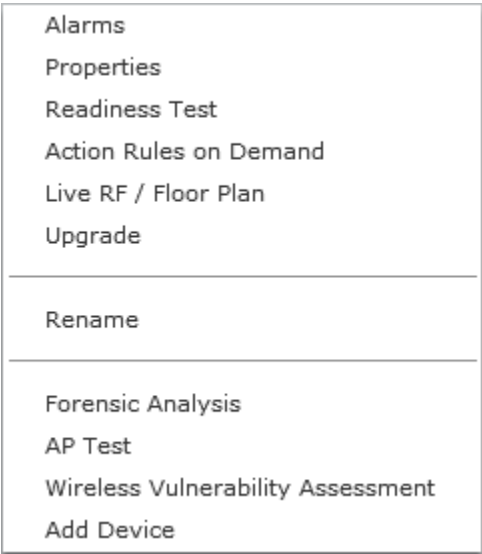 Alarms
Properties
Readiness Test
Action Rules on Demand
Live RF / Floor Plan
Upgrade
Rename
Forensic Analysis
AP Test
Wireless Vulnerability Assessment
Add Device